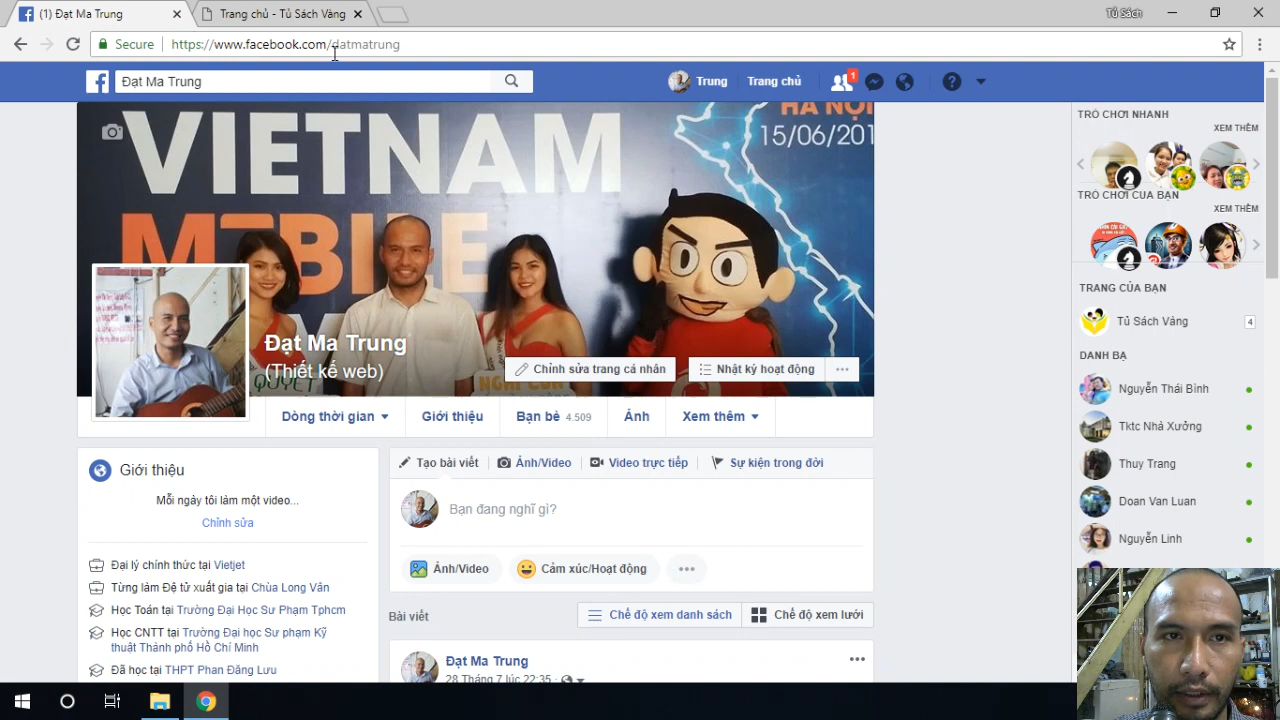 (1) Đạt Ma Trung
Trang chủ - Tủ Sách Vàng
Tủ Sách
Secure
https://www.facebook.com/datmatrung
Đạt Ma Trung
Trung
Trang chủ
1
VIETNAM
MOBILE
HÀ NỘI
15/06/201
QUYET
Đạt Ma Trung
(Thiết kế web)
Chỉnh sửa trang cá nhân
Nhật ký hoạt động
Dòng thời gian
Giới thiệu
Bạn bè 4.509
Ảnh
Xem thêm
Giới thiệu
Mỗi ngày tôi làm một video...
Chỉnh sửa
Đại lý chính thức tại Vietjet
Từng làm Đệ tử xuất gia tại Chùa Long Vân
Học Toán tại Trường Đại Học Sư Phạm Tphcm
Học CNTT tại Trường Đại học Sư phạm Kỹ
thuật Thành phố Hồ Chí Minh
Đã học tại THPT Phan Đăng Lưu
Tạo bài viết
Ảnh/Video
Video trực tiếp
Sự kiện trong đời
Bạn đang nghĩ gì?
Ảnh/Video
Cảm xúc/Hoạt động
Bài viết
Chế độ xem danh sách
Chế độ xem lưới
Đạt Ma Trung
28 Tháng 7 lúc 22:35
TRÒ CHƠI NHANH
XEM THÊM
TRÒ CHƠI CỦA BẠN
XEM THÊM
TRANG CỦA BẠN
Tủ Sách Vàng
4
DANH BẠ
Nguyễn Thái Bình
Tktc Nhà Xưởng
Thuy Trang
Doan Van Luan
Nguyễn Linh